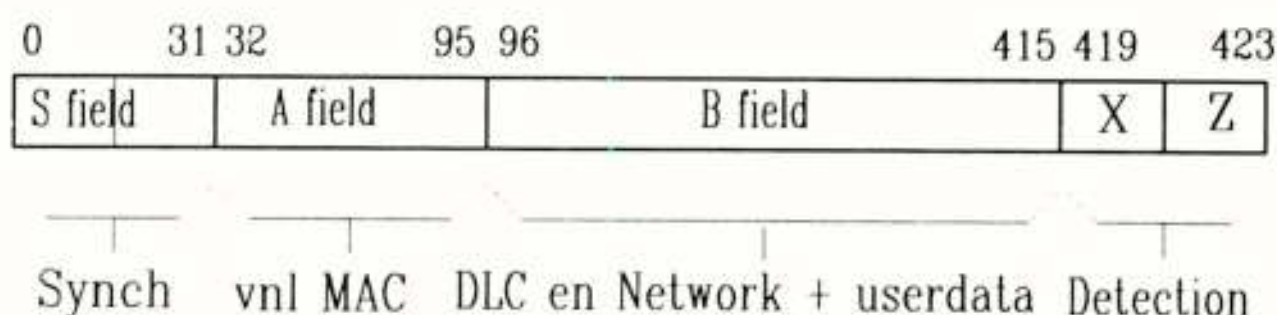 0 31 32 95 96 415 419 423
S field A field B field X Z
Synch vnl MAC DLC en Network + userdata Detection